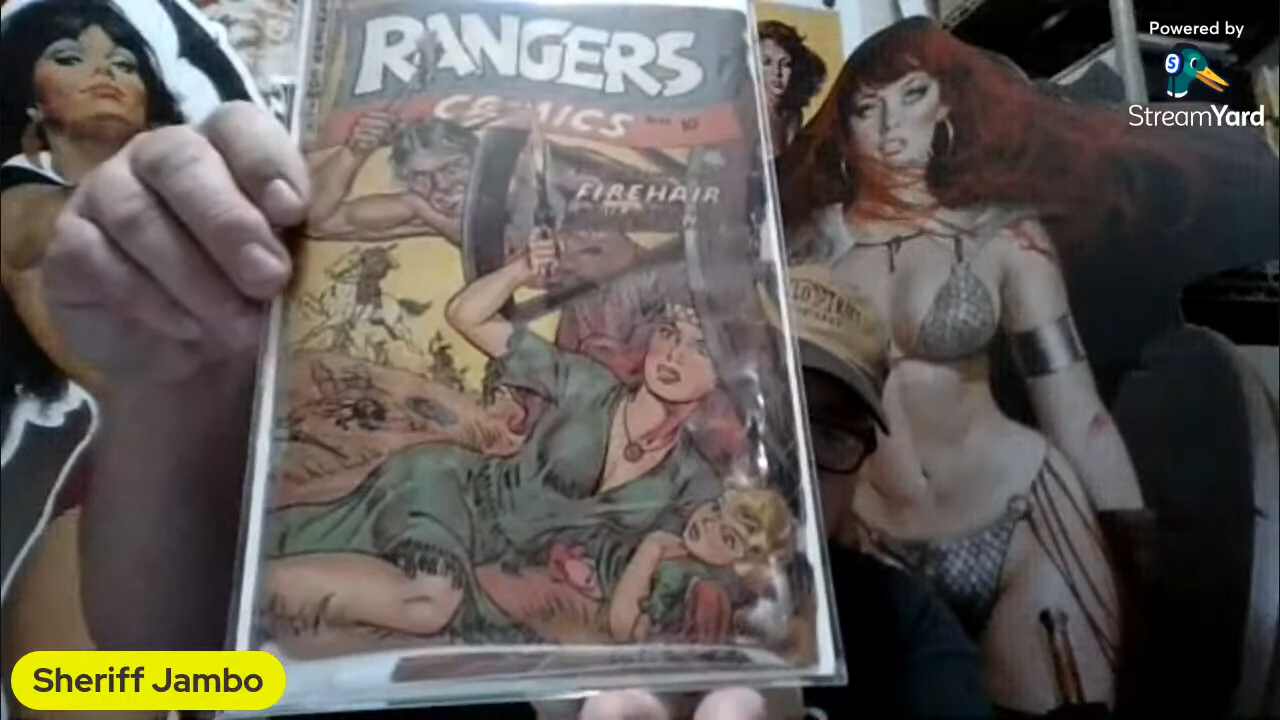 Powered by
StreamYard
RANGERS
COMICS
FIREHAIR
Sheriff Jambo